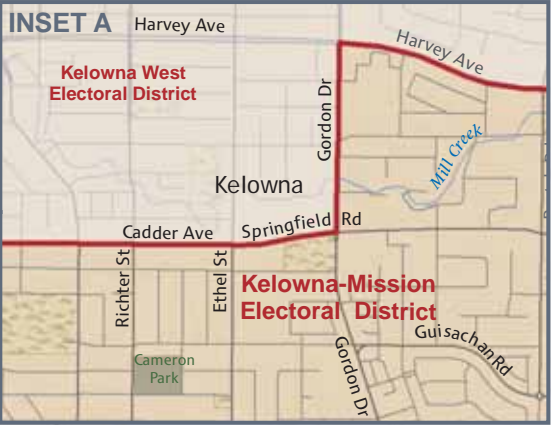 INSET A
Harvey Ave
Harvey Ave
Kelowna West
Electoral District
Gordon Dr
Mill Creek
Kelowna
Cadder Ave
Springfield Rd
Richter St
Ethel St
Kelowna-Mission
Electoral District
Guisachan Rd
Gordon Dr
Cameron
Park